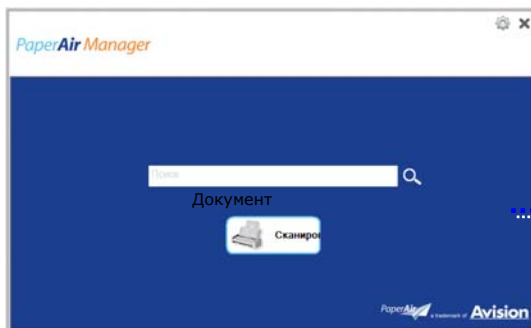 PaperAir Manager
Поиск
Документ
Сканиро
...
PaperAir a trademark of Avision